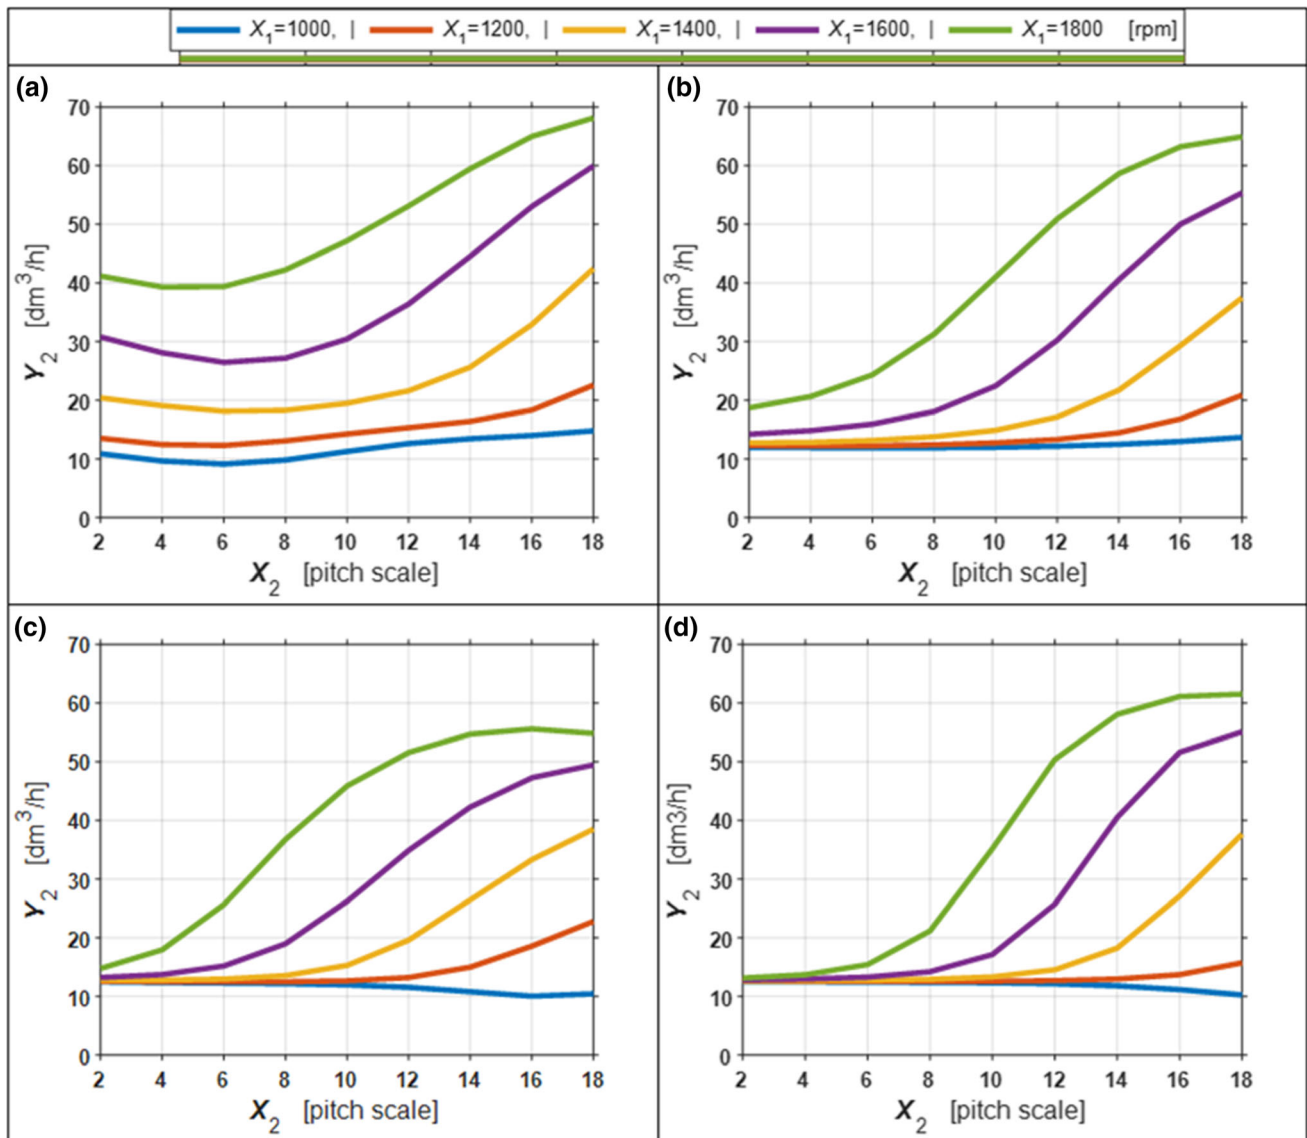 X1=1000, | X1=1200, | X1=1400, | X1=1600, | X1=1800 [rpm]
(a)
70
60
50
40
30
20
10
0
Y2 [dm³/h]
2 4 6 8 10 12 14 16 18
X2 [pitch scale]
(b)
70
60
50
40
30
20
10
0
Y2 [dm³/h]
2 4 6 8 10 12 14 16 18
X2 [pitch scale]
(c)
70
60
50
40
30
20
10
0
Y2 [dm³/h]
2 4 6 8 10 12 14 16 18
X2 [pitch scale]
(d)
70
60
50
40
30
20
10
0
Y2 [dm3/h]
2 4 6 8 10 12 14 16 18
X2 [pitch scale]